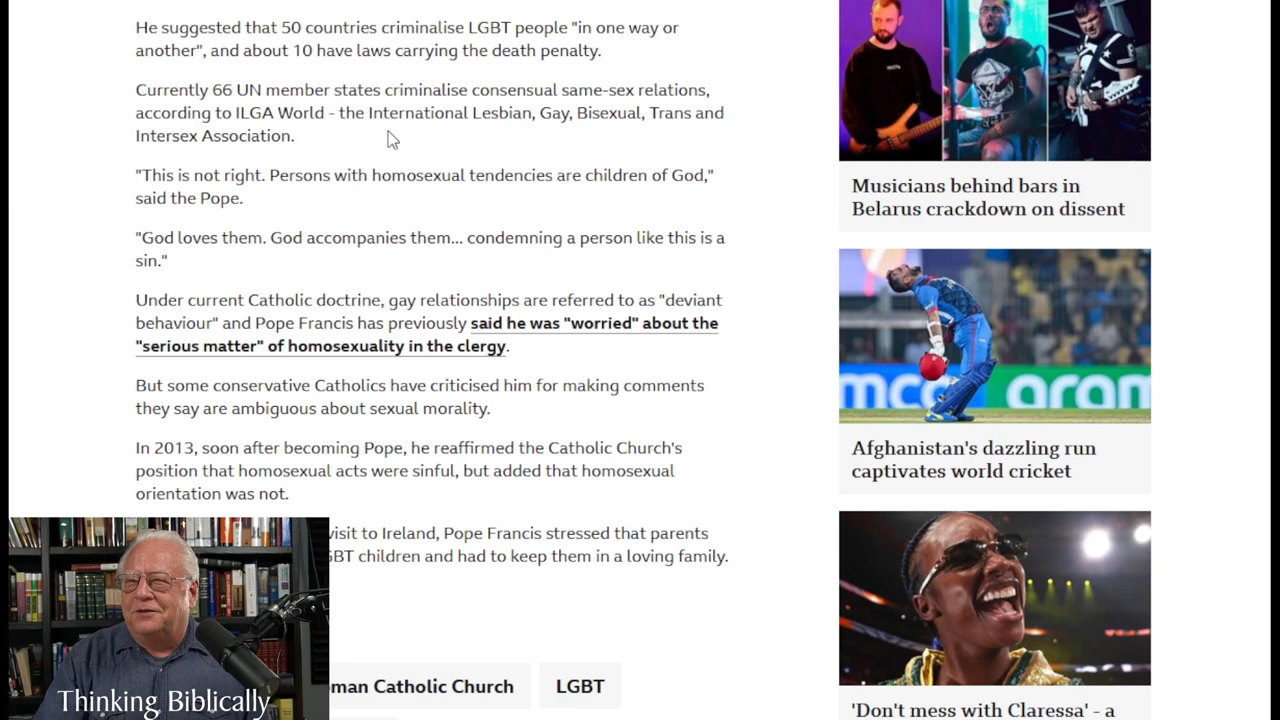 He suggested that 50 countries criminalise LGBT people "in one way or
another", and about 10 have laws carrying the death penalty.
Currently 66 UN member states criminalise consensual same-sex relations,
according to ILGA World - the International Lesbian, Gay, Bisexual, Trans and
Intersex Association.
"This is not right. Persons with homosexual tendencies are children of God,"
said the Pope.
"God loves them. God accompanies them... condemning a person like this is a
sin."
Under current Catholic doctrine, gay relationships are referred to as "deviant
behaviour" and Pope Francis has previously said he was "worried" about the
"serious matter" of homosexuality in the clergy.
But some conservative Catholics have criticised him for making comments
they say are ambiguous about sexual morality.
In 2013, soon after becoming Pope, he reaffirmed the Catholic Church's
position that homosexual acts were sinful, but added that homosexual
orientation was not.
visit to Ireland, Pope Francis stressed that parents
GBT children and had to keep them in a loving family.
man Catholic Church
LGBT
Thinking Biblically
Musicians behind bars in
Belarus crackdown on dissent
mco aram
Afghanistan's dazzling run
captivates world cricket
'Don't mess with Claressa' - a